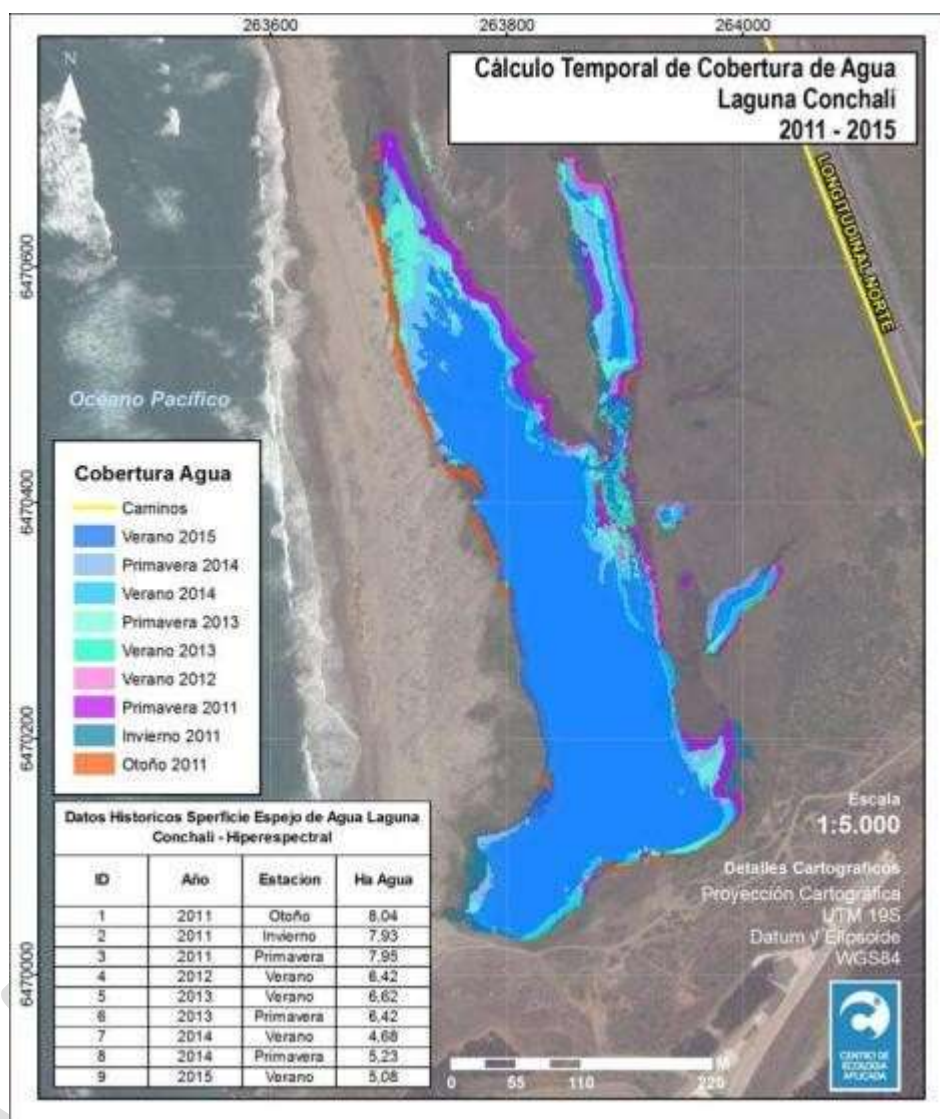 263600 263800 264000
N
Cálculo Temporal de Cobertura de Agua
Laguna Conchalí
2011 - 2015
LONGITUDINAL NORTE
6470600
Océano Pacífico
6470400
Cobertura Agua
Caminos
Verano 2015
Primavera 2014
Verano 2014
Primavera 2013
Verano 2013
Verano 2012
Primavera 2011
Invierno 2011
Otoño 2011
6470200
Datos Historicos Sperficie Espejo de Agua Laguna
Conchali - Hiperespectral
ID Año Estacion Ha Agua
1 2011 Otoño 8,04
2 2011 Invierno 7,93
3 2011 Primavera 7,95
4 2012 Verano 6,42
5 2013 Verano 6,62
6 2013 Primavera 6,42
7 2014 Verano 4,68
8 2014 Primavera 5,23
9 2015 Verano 5,08
6470000
Escala
1:5.000
Detalles Cartograficos
Proyección Cartográfica
UTM 19S
Datum y Elipsoide
WGS84
M
0 55 110 220
CENTRO DE
ECOLOGIA
APLICADA